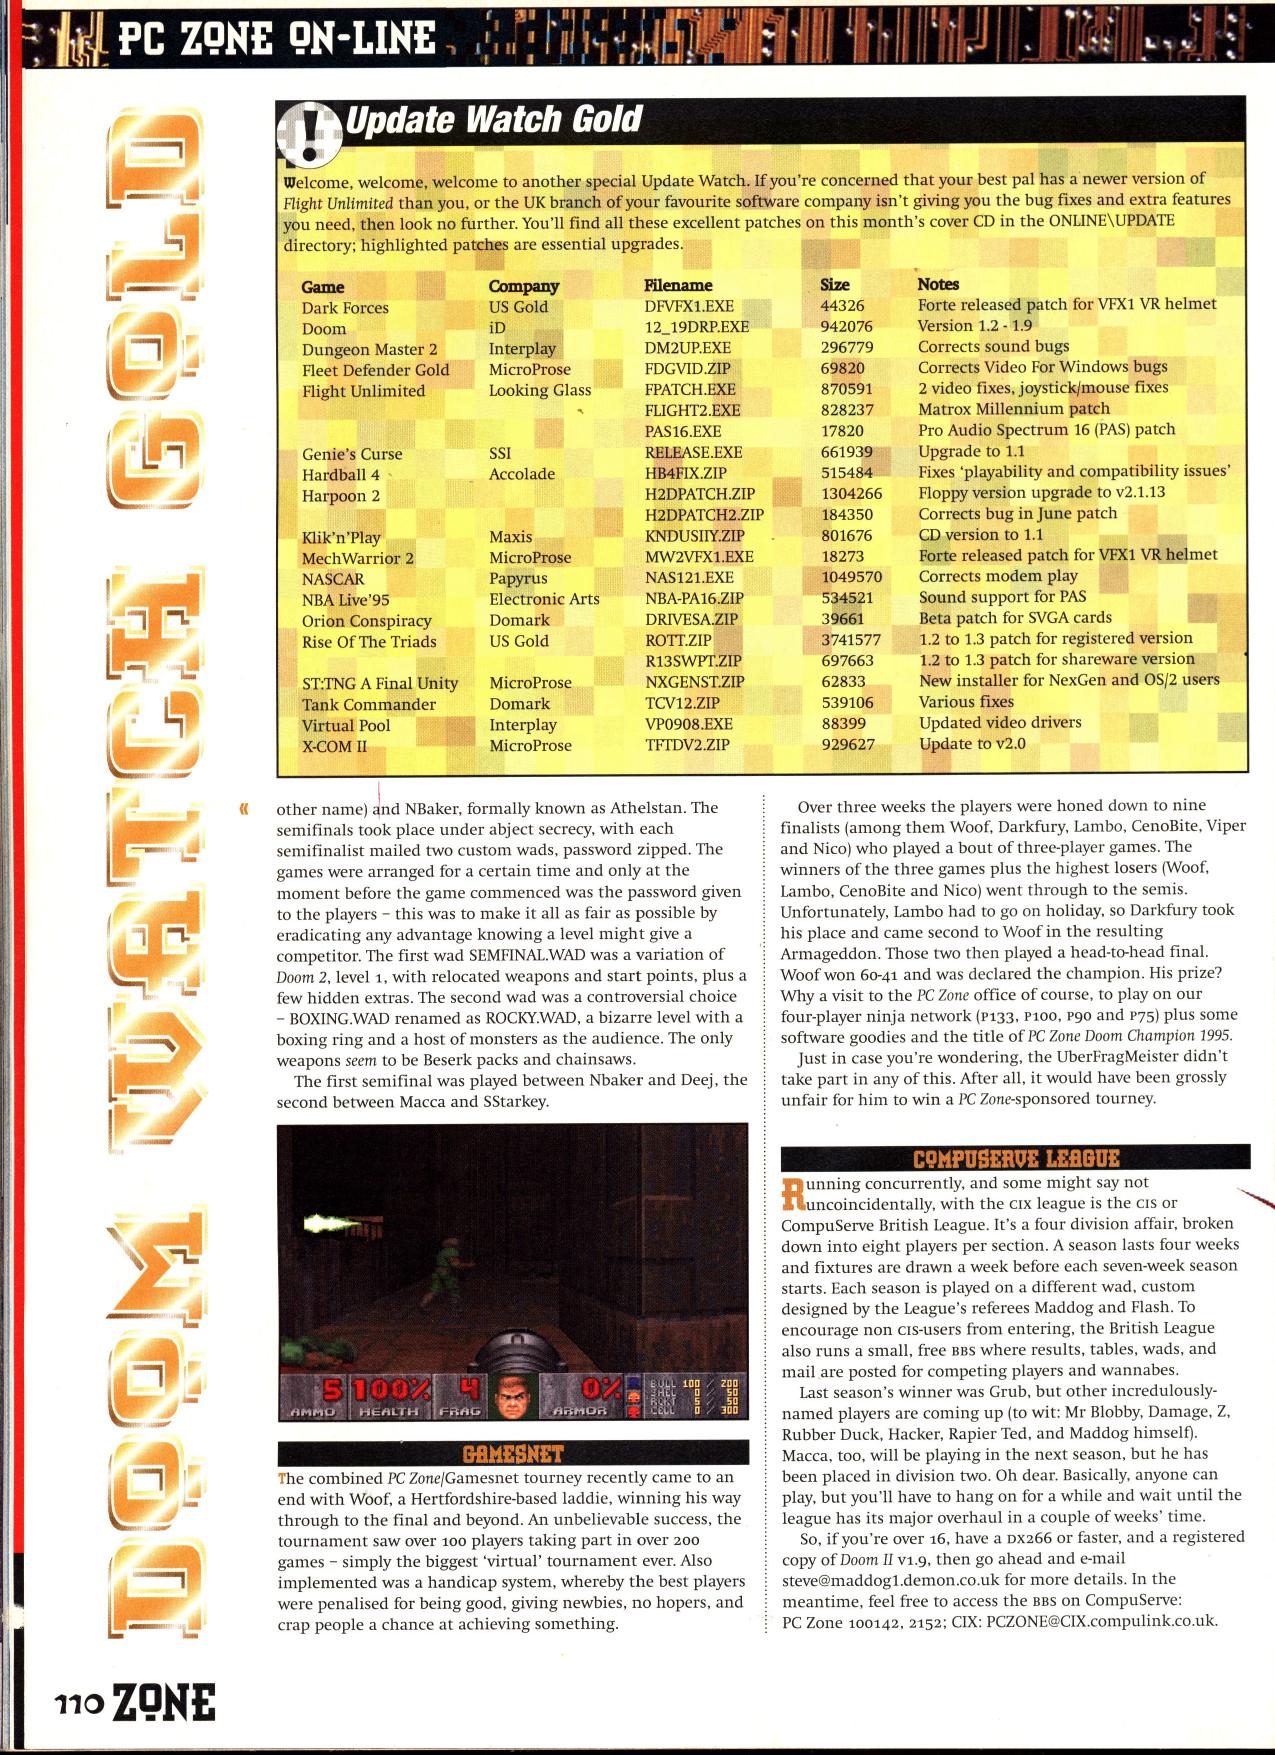 PC ZONE ON-LINE
DOOM WATCH GOLD
! Update Watch Gold
Welcome, welcome, welcome to another special Update Watch. If you're concerned that your best pal has a newer version of
Flight Unlimited than you, or the UK branch of your favourite software company isn't giving you the bug fixes and extra features
you need, then look no further. You'll find all these excellent patches on this month's cover CD in the ONLINE\UPDATE
directory; highlighted patches are essential upgrades.
Game Company Filename Size Notes
Dark Forces US Gold DFVFX1.EXE 44326 Forte released patch for VFX1 VR helmet
Doom iD 12_19DRP.EXE 942076 Version 1.2 - 1.9
Dungeon Master 2 Interplay DM2UP.EXE 296779 Corrects sound bugs
Fleet Defender Gold MicroProse FDGVID.ZIP 69820 Corrects Video For Windows bugs
Flight Unlimited Looking Glass FPATCH.EXE 870591 2 video fixes, joystick/mouse fixes
FLIGHT2.EXE 828237 Matrox Millennium patch
PAS16.EXE 17820 Pro Audio Spectrum 16 (PAS) patch
Genie's Curse SSI RELEASE.EXE 661939 Upgrade to 1.1
Hardball 4 Accolade HB4FIX.ZIP 515484 Fixes 'playability and compatibility issues'
Harpoon 2 H2DPATCH.ZIP 1304266 Floppy version upgrade to v2.1.13
H2DPATCH2.ZIP 184350 Corrects bug in June patch
Klik'n'Play Maxis KNDUSIIY.ZIP 801676 CD version to 1.1
MechWarrior 2 MicroProse MW2VFX1.EXE 18273 Forte released patch for VFX1 VR helmet
NASCAR Papyrus NAS121.EXE 1049570 Corrects modem play
NBA Live'95 Electronic Arts NBA-PA16.ZIP 534521 Sound support for PAS
Orion Conspiracy Domark DRIVESA.ZIP 39661 Beta patch for SVGA cards
Rise Of The Triads US Gold ROTT.ZIP 3741577 1.2 to 1.3 patch for registered version
R13SWPT.ZIP 697663 1.2 to 1.3 patch for shareware version
ST:TNG A Final Unity MicroProse NXGENST.ZIP 62833 New installer for NexGen and OS/2 users
Tank Commander Domark TCV12.ZIP 539106 Various fixes
Virtual Pool Interplay VP0908.EXE 88399 Updated video drivers
X-COM II MicroProse TFTDV2.ZIP 929627 Update to v2.0
« other name) and NBaker, formally known as Athelstan. The
semifinals took place under abject secrecy, with each
semifinalist mailed two custom wads, password zipped. The
games were arranged for a certain time and only at the
moment before the game commenced was the password given
to the players – this was to make it all as fair as possible by
eradicating any advantage knowing a level might give a
competitor. The first wad SEMFINAL.WAD was a variation of
Doom 2, level 1, with relocated weapons and start points, plus a
few hidden extras. The second wad was a controversial choice
– BOXING.WAD renamed as ROCKY.WAD, a bizarre level with a
boxing ring and a host of monsters as the audience. The only
weapons seem to be Beserk packs and chainsaws.
The first semifinal was played between Nbaker and Deej, the
second between Macca and SStarkey.
5 100% 4 0%
AMMO HEALTH FRAG ARMOR
BULL 100 / 200
SHEL 0 / 50
RCKT 5 / 50
CELL 0 / 300
GAMESNET
The combined PC Zone/Gamesnet tourney recently came to an
end with Woof, a Hertfordshire-based laddie, winning his way
through to the final and beyond. An unbelievable success, the
tournament saw over 100 players taking part in over 200
games – simply the biggest 'virtual' tournament ever. Also
implemented was a handicap system, whereby the best players
were penalised for being good, giving newbies, no hopers, and
crap people a chance at achieving something.
Over three weeks the players were honed down to nine
finalists (among them Woof, Darkfury, Lambo, CenoBite, Viper
and Nico) who played a bout of three-player games. The
winners of the three games plus the highest losers (Woof,
Lambo, CenoBite and Nico) went through to the semis.
Unfortunately, Lambo had to go on holiday, so Darkfury took
his place and came second to Woof in the resulting
Armageddon. Those two then played a head-to-head final.
Woof won 60-41 and was declared the champion. His prize?
Why a visit to the PC Zone office of course, to play on our
four-player ninja network (P133, P100, P90 and P75) plus some
software goodies and the title of PC Zone Doom Champion 1995.
Just in case you're wondering, the UberFragMeister didn't
take part in any of this. After all, it would have been grossly
unfair for him to win a PC Zone-sponsored tourney.
COMPUSERVE LEAGUE
Running concurrently, and some might say not
uncoincidentally, with the CIX league is the CIS or
CompuServe British League. It's a four division affair, broken
down into eight players per section. A season lasts four weeks
and fixtures are drawn a week before each seven-week season
starts. Each season is played on a different wad, custom
designed by the League's referees Maddog and Flash. To
encourage non CIS-users from entering, the British League
also runs a small, free BBS where results, tables, wads, and
mail are posted for competing players and wannabes.
Last season's winner was Grub, but other incredulously-
named players are coming up (to wit: Mr Blobby, Damage, Z,
Rubber Duck, Hacker, Rapier Ted, and Maddog himself).
Macca, too, will be playing in the next season, but he has
been placed in division two. Oh dear. Basically, anyone can
play, but you'll have to hang on for a while and wait until the
league has its major overhaul in a couple of weeks' time.
So, if you're over 16, have a DX266 or faster, and a registered
copy of Doom II v1.9, then go ahead and e-mail
steve@maddog1.demon.co.uk for more details. In the
meantime, feel free to access the BBS on CompuServe:
PC Zone 100142, 2152; CIX: PCZONE@CIX.compulink.co.uk.
110 ZONE